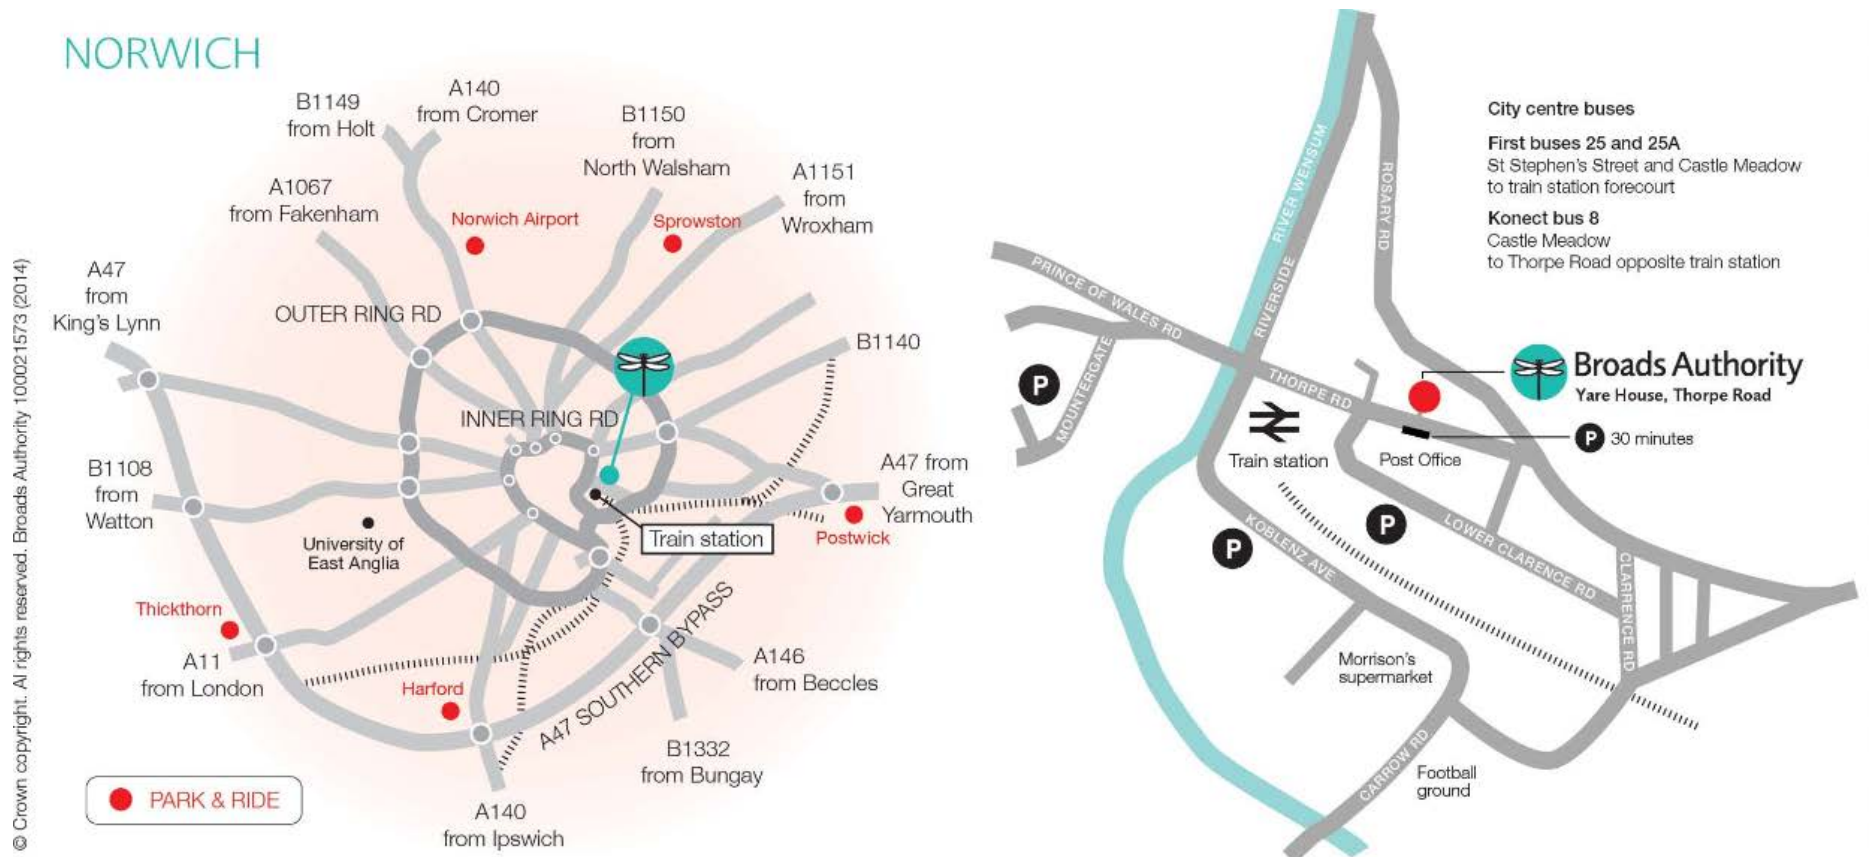 NORWICH
B1149
from Holt
A140
from Cromer
B1150
from
North Walsham
A1151
from
Wroxham
A1067
from Fakenham
Norwich Airport
Sprowston
A47
from
King's Lynn
OUTER RING RD
B1140
INNER RING RD
B1108
from
Watton
A47 from
Great
Yarmouth
University of
East Anglia
Train station
Postwick
Thickthorn
A11
from London
Harford
A47 SOUTHERN BYPASS
A146
from Beccles
B1332
from Bungay
A140
from Ipswich
PARK & RIDE
© Crown copyright. All rights reserved. Broads Authority 100021573 (2014)
City centre buses
First buses 25 and 25A
St Stephen's Street and Castle Meadow
to train station forecourt
Konect bus 8
Castle Meadow
to Thorpe Road opposite train station
RIVER WENSUM
ROSARY RD
RIVERSIDE
PRINCE OF WALES RD
MOUNTERGATE
P
THORPE RD
Broads Authority
Yare House, Thorpe Road
P 30 minutes
Train station
Post Office
P
P
KOBLENZ AVE
LOWER CLARENCE RD
CLARRENCE RD
Morrison's
supermarket
CARROW RD
Football
ground